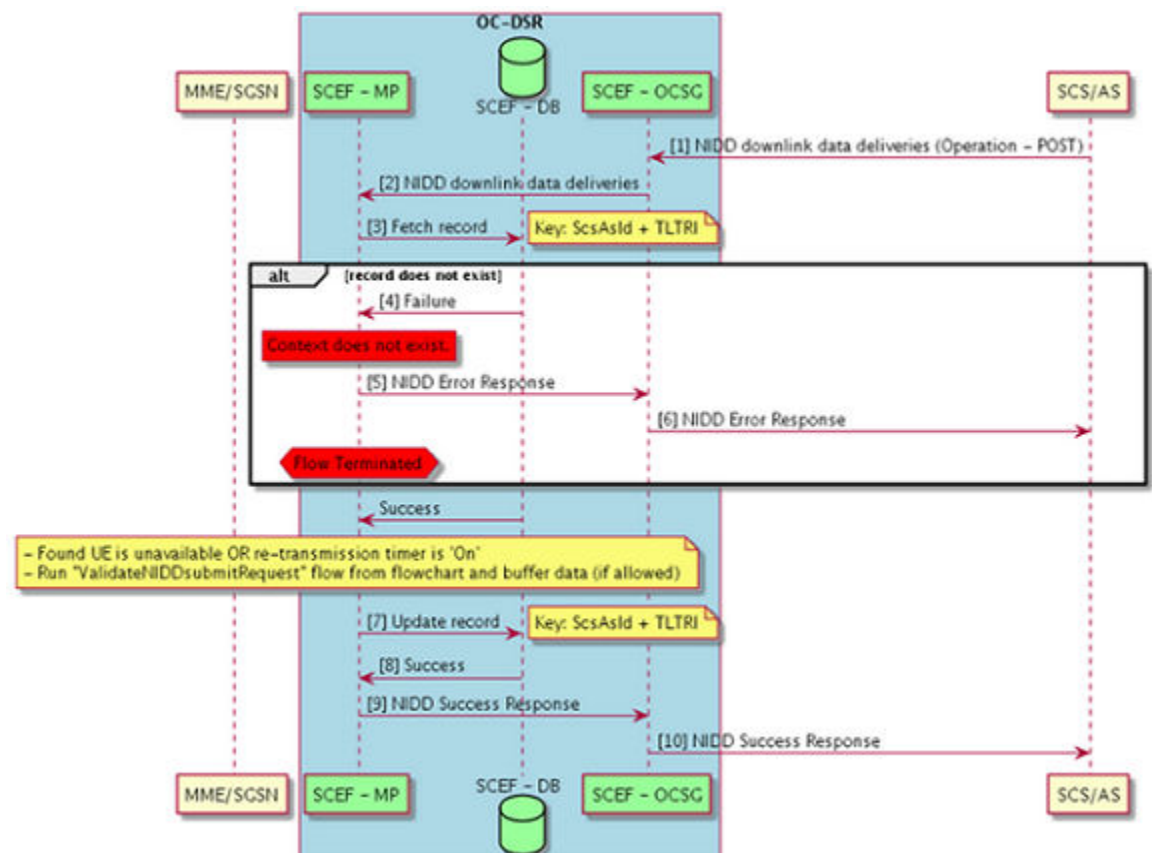 OC-DSR
MME/SGSN
SCEF - MP
SCEF - DB
SCEF - OCSG
SCS/AS
[1] NIDD downlink data deliveries (Operation - POST)
[2] NIDD downlink data deliveries
[3] Fetch record
Key: ScsAsId + TLTRI
alt
[record does not exist]
[4] Failure
Context does not exist.
[5] NIDD Error Response
[6] NIDD Error Response
Flow Terminated
Success
- Found UE is unavailable OR re-transmission timer is 'On'
- Run "ValidateNIDDsubmitRequest" flow from flowchart and buffer data (if allowed)
[7] Update record
Key: ScsAsId + TLTRI
[8] Success
[9] NIDD Success Response
[10] NIDD Success Response
MME/SGSN
SCEF - MP
SCEF - DB
SCEF - OCSG
SCS/AS